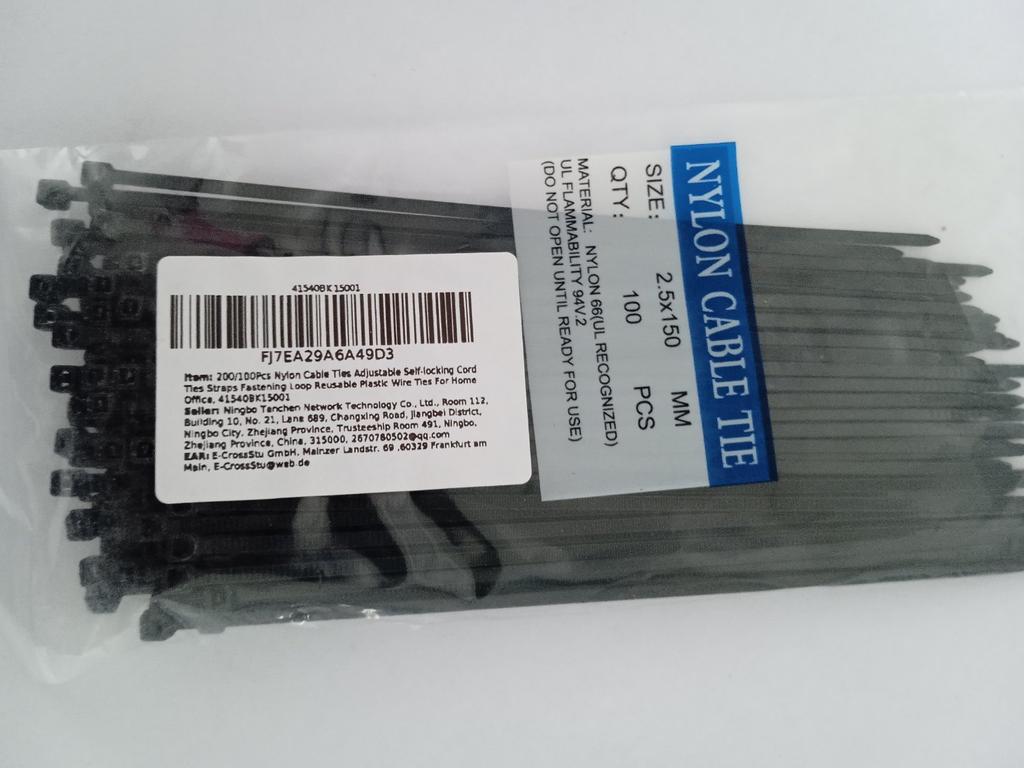 41540BK15001
FJ7EA29A6A49D3
Item: 200/100Pcs Nylon Cable Ties Adjustable Self-locking Cord
Ties Straps Fastening Loop Reusable Plastic Wire Ties For Home
Office, 41540BK15001
Seller: Ningbo Tanchen Network Technology Co., Ltd., Room 112,
Building 10, No. 21, Lane 689, Changxing Road, Jiangbei District,
Ningbo City, Zhejiang Province, Trusteeship Room 491, Ningbo,
Zhejiang Province, China, 315000, 2670780502@qq.com
EAR: E-CrossStu GmbH, Mainzer Landstr. 69 ,60329 Frankfurt am
Main, E-CrossStu@web.de
NYLON CABLE TIE
SIZE: 2.5x150 MM
QTY: 100 PCS
MATERIAL: NYLON 66(UL RECOGNIZED)
UL FLAMMABILITY 94V.2
(DO NOT OPEN UNTIL READY FOR USE)